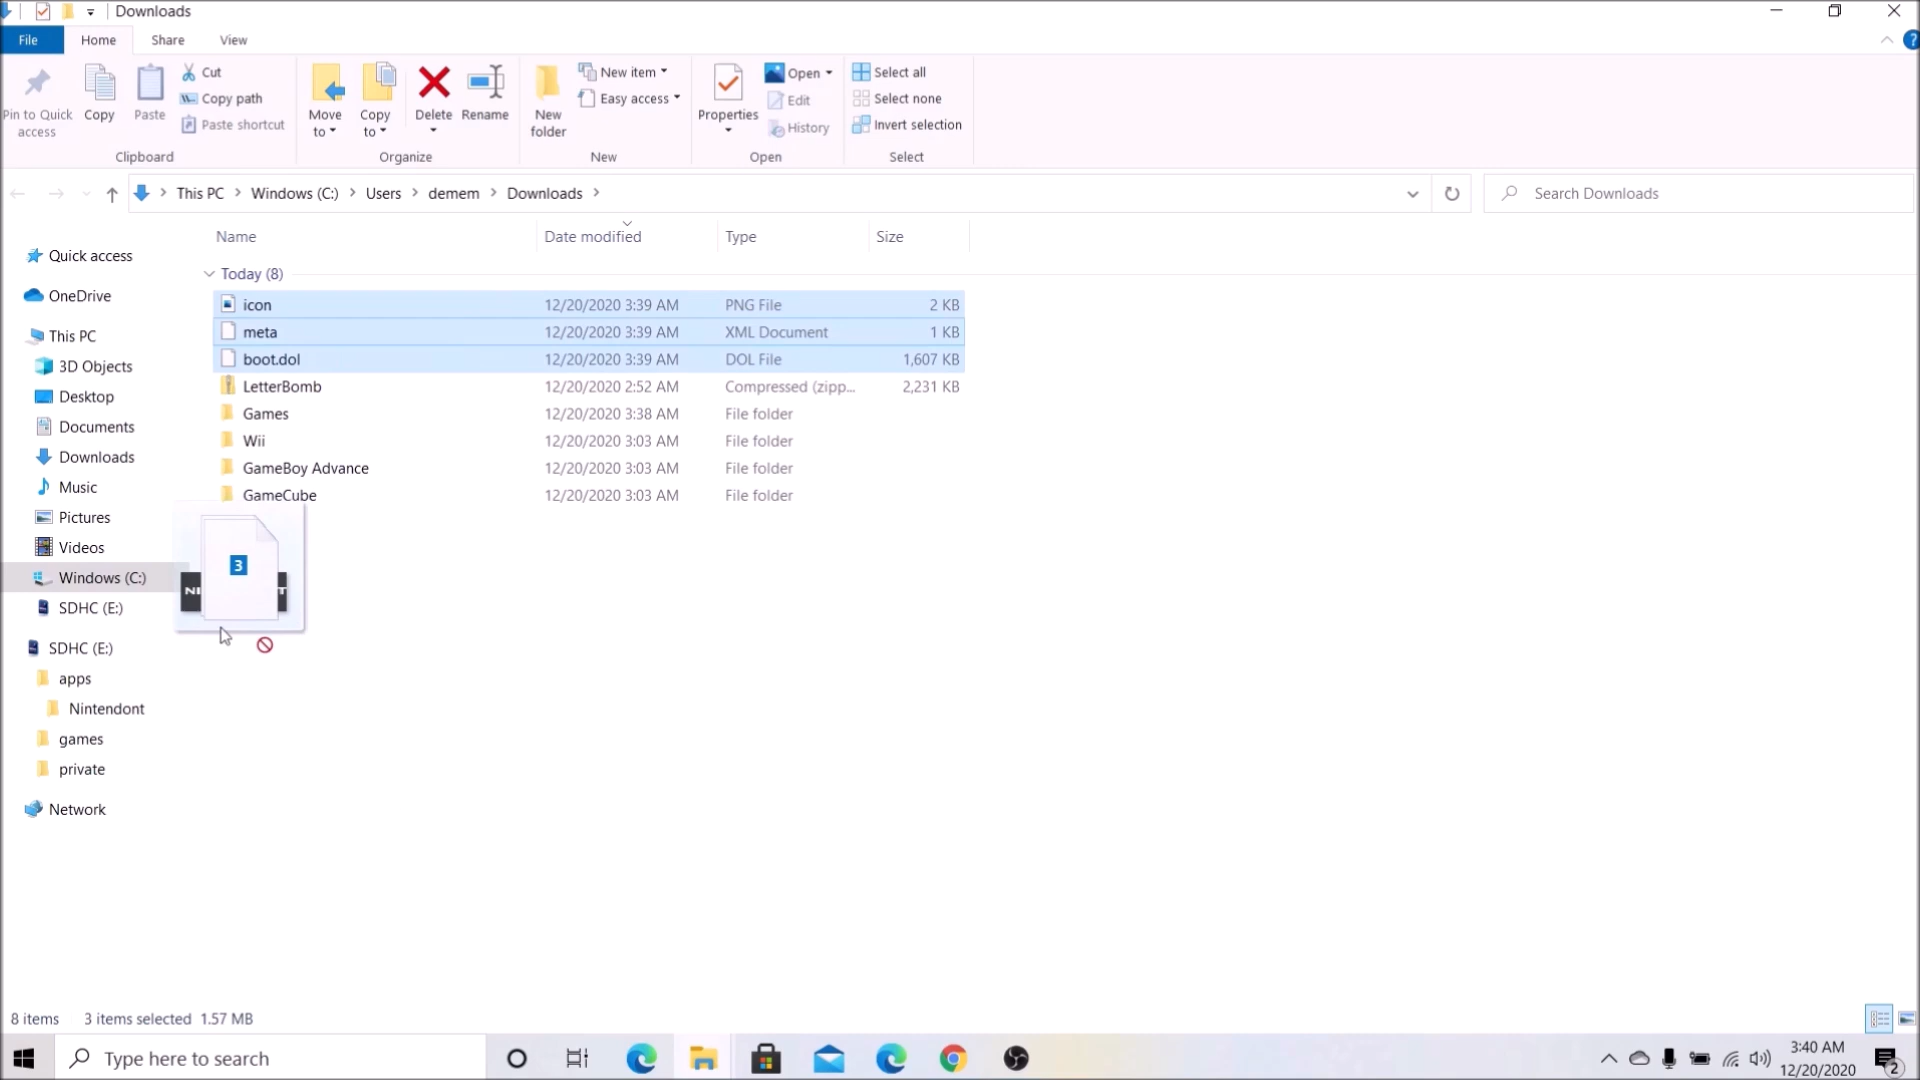 Downloads
File Home Share View
Pin to Quick access
Copy
Paste
Cut
Copy path
Paste shortcut
Clipboard
Move to
Copy to
Delete
Rename
Organize
New folder
New item
Easy access
New
Properties
Open
Edit
History
Open
Select all
Select none
Invert selection
Select
This PC Windows (C:) Users demem Downloads
Search Downloads
Name Date modified Type Size
Today (8)
icon 12/20/2020 3:39 AM PNG File 2 KB
meta 12/20/2020 3:39 AM XML Document 1 KB
boot.dol 12/20/2020 3:39 AM DOL File 1,607 KB
LetterBomb 12/20/2020 2:52 AM Compressed (zipp... 2,231 KB
Games 12/20/2020 3:38 AM File folder
Wii 12/20/2020 3:03 AM File folder
GameBoy Advance 12/20/2020 3:03 AM File folder
GameCube 12/20/2020 3:03 AM File folder
3
Quick access
OneDrive
This PC
3D Objects
Desktop
Documents
Downloads
Music
Pictures
Videos
Windows (C:)
SDHC (E:)
SDHC (E:)
apps
Nintendont
games
private
Network
8 items 3 items selected 1.57 MB
Type here to search
3:40 AM
12/20/2020
2